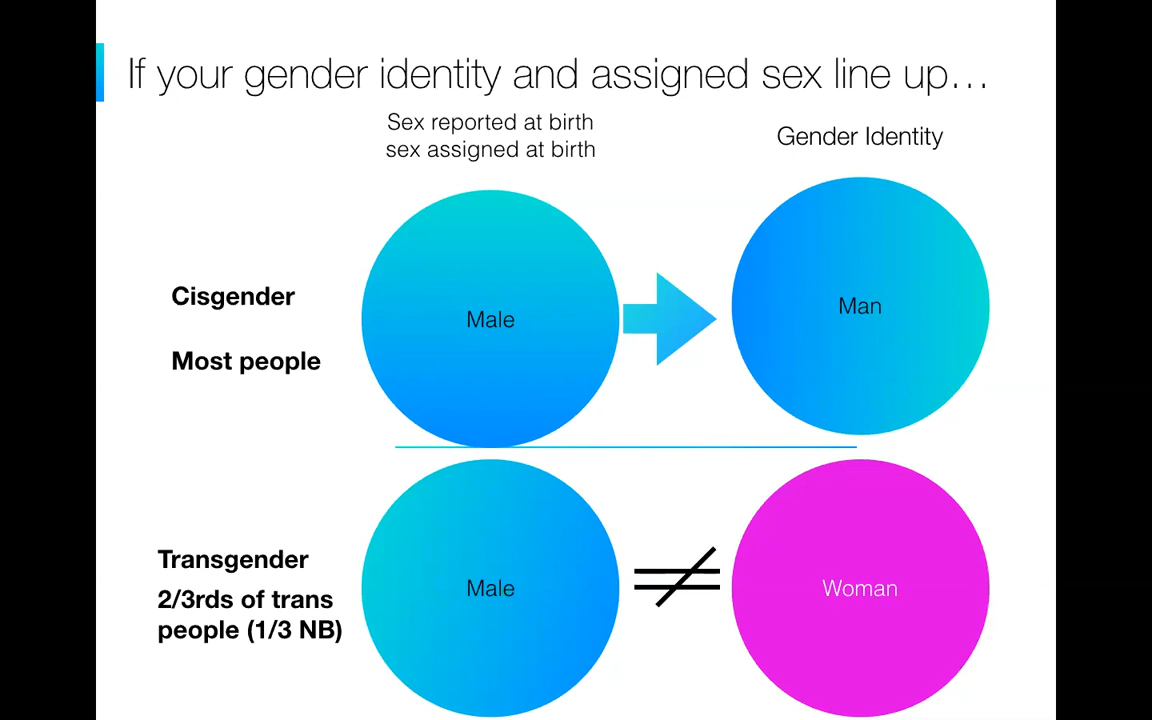 If your gender identity and assigned sex line up…
Sex reported at birth
sex assigned at birth
Gender Identity
Cisgender
Most people
Male
Man
Transgender
2/3rds of trans
people (1/3 NB)
Male
Woman